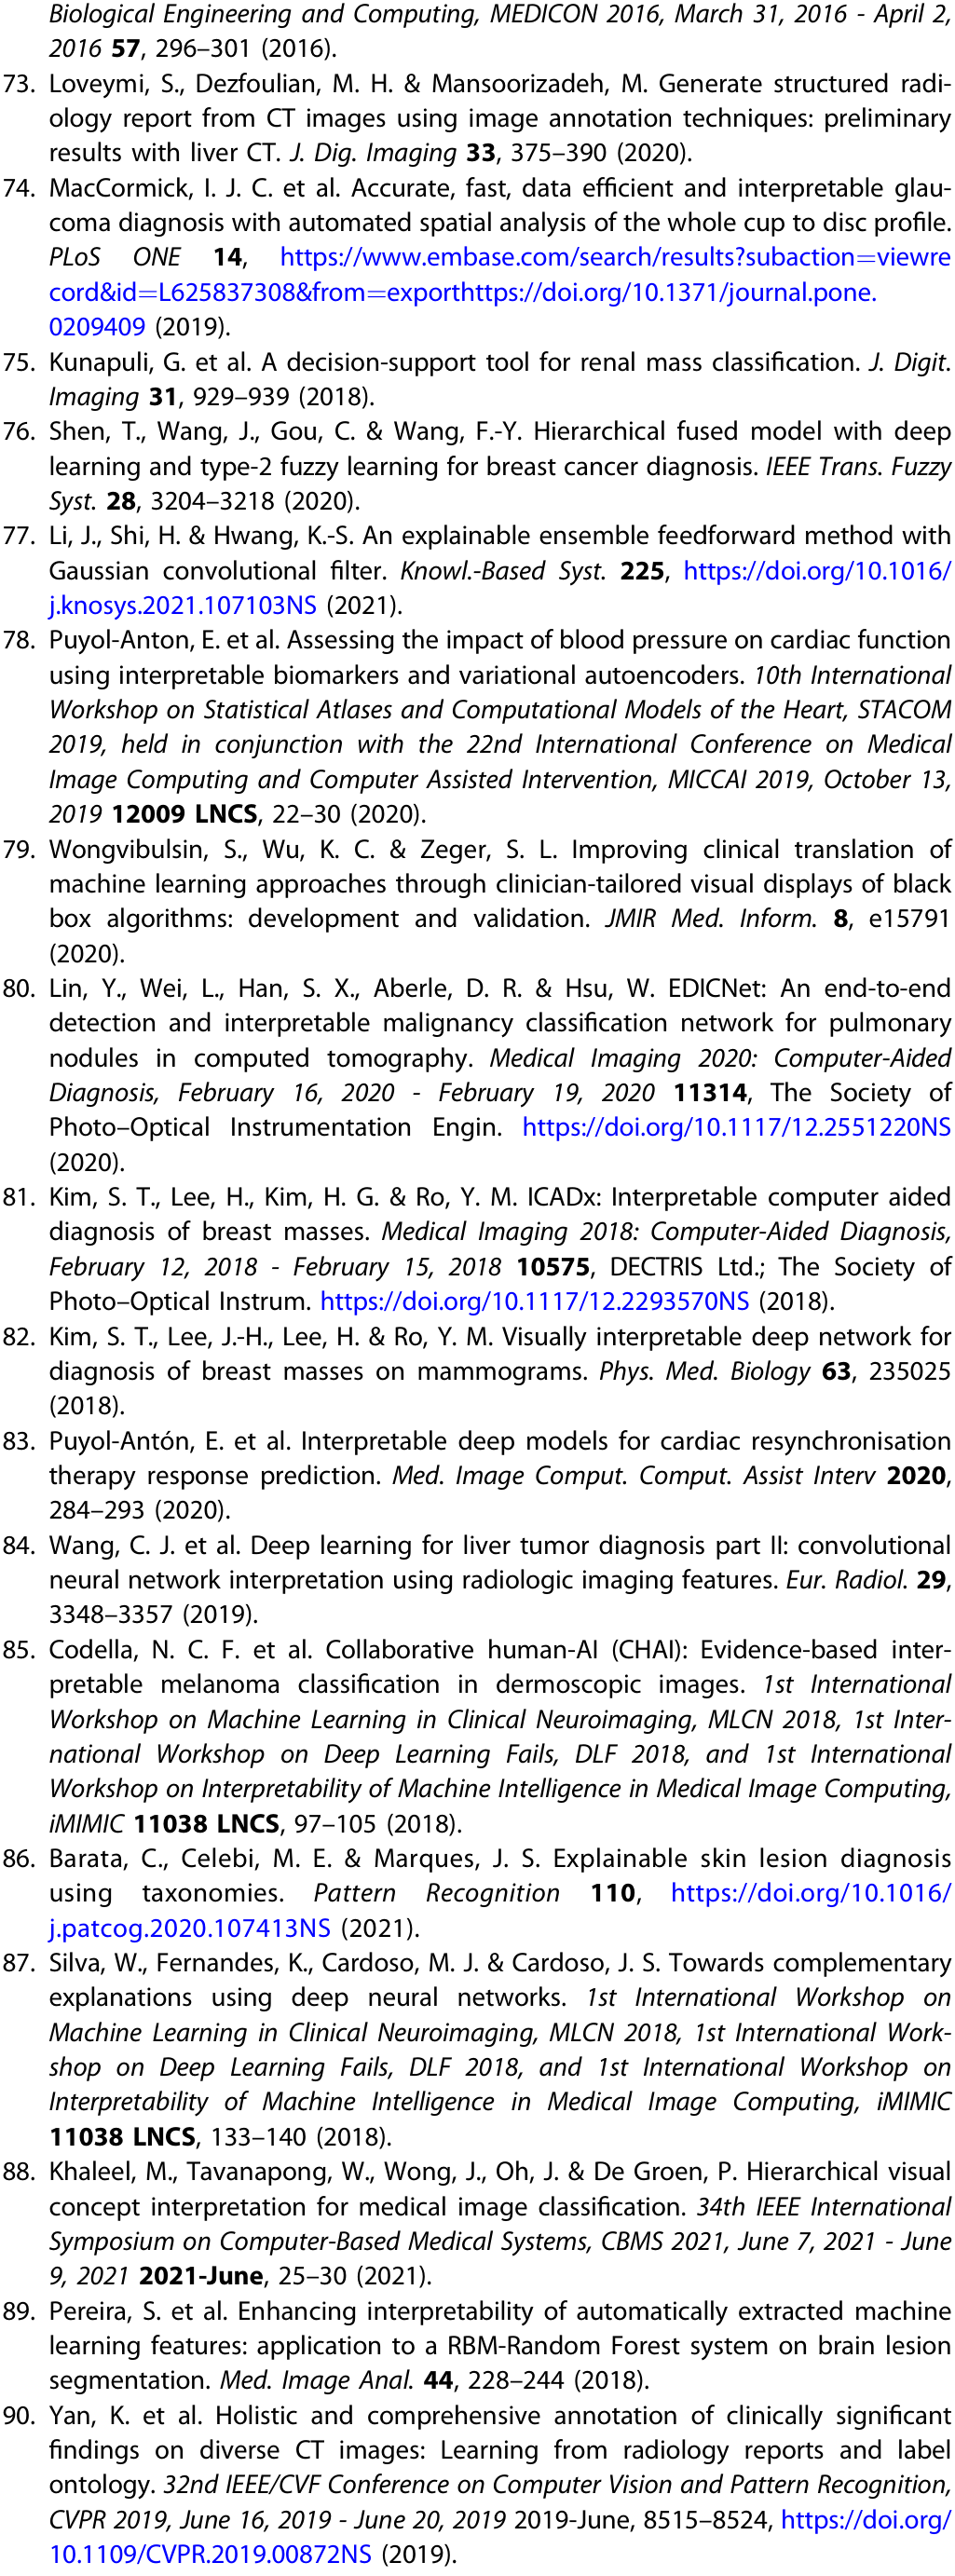 Biological Engineering and Computing, MEDICON 2016, March 31, 2016 - April 2,
2016 57, 296–301 (2016).
73. Loveymi, S., Dezfoulian, M. H. & Mansoorizadeh, M. Generate structured radi-
ology report from CT images using image annotation techniques: preliminary
results with liver CT. J. Dig. Imaging 33, 375–390 (2020).
74. MacCormick, I. J. C. et al. Accurate, fast, data efficient and interpretable glau-
coma diagnosis with automated spatial analysis of the whole cup to disc profile.
PLoS ONE 14, https://www.embase.com/search/results?subaction=viewre
cord&id=L625837308&from=exporthttps://doi.org/10.1371/journal.pone.
0209409 (2019).
75. Kunapuli, G. et al. A decision-support tool for renal mass classification. J. Digit.
Imaging 31, 929–939 (2018).
76. Shen, T., Wang, J., Gou, C. & Wang, F.-Y. Hierarchical fused model with deep
learning and type-2 fuzzy learning for breast cancer diagnosis. IEEE Trans. Fuzzy
Syst. 28, 3204–3218 (2020).
77. Li, J., Shi, H. & Hwang, K.-S. An explainable ensemble feedforward method with
Gaussian convolutional filter. Knowl.-Based Syst. 225, https://doi.org/10.1016/
j.knosys.2021.107103NS (2021).
78. Puyol-Anton, E. et al. Assessing the impact of blood pressure on cardiac function
using interpretable biomarkers and variational autoencoders. 10th International
Workshop on Statistical Atlases and Computational Models of the Heart, STACOM
2019, held in conjunction with the 22nd International Conference on Medical
Image Computing and Computer Assisted Intervention, MICCAI 2019, October 13,
2019 12009 LNCS, 22–30 (2020).
79. Wongvibulsin, S., Wu, K. C. & Zeger, S. L. Improving clinical translation of
machine learning approaches through clinician-tailored visual displays of black
box algorithms: development and validation. JMIR Med. Inform. 8, e15791
(2020).
80. Lin, Y., Wei, L., Han, S. X., Aberle, D. R. & Hsu, W. EDICNet: An end-to-end
detection and interpretable malignancy classification network for pulmonary
nodules in computed tomography. Medical Imaging 2020: Computer-Aided
Diagnosis, February 16, 2020 - February 19, 2020 11314, The Society of
Photo–Optical Instrumentation Engin. https://doi.org/10.1117/12.2551220NS
(2020).
81. Kim, S. T., Lee, H., Kim, H. G. & Ro, Y. M. ICADx: Interpretable computer aided
diagnosis of breast masses. Medical Imaging 2018: Computer-Aided Diagnosis,
February 12, 2018 - February 15, 2018 10575, DECTRIS Ltd.; The Society of
Photo–Optical Instrum. https://doi.org/10.1117/12.2293570NS (2018).
82. Kim, S. T., Lee, J.-H., Lee, H. & Ro, Y. M. Visually interpretable deep network for
diagnosis of breast masses on mammograms. Phys. Med. Biology 63, 235025
(2018).
83. Puyol-Antón, E. et al. Interpretable deep models for cardiac resynchronisation
therapy response prediction. Med. Image Comput. Comput. Assist Interv 2020,
284–293 (2020).
84. Wang, C. J. et al. Deep learning for liver tumor diagnosis part II: convolutional
neural network interpretation using radiologic imaging features. Eur. Radiol. 29,
3348–3357 (2019).
85. Codella, N. C. F. et al. Collaborative human-AI (CHAI): Evidence-based inter-
pretable melanoma classification in dermoscopic images. 1st International
Workshop on Machine Learning in Clinical Neuroimaging, MLCN 2018, 1st Inter-
national Workshop on Deep Learning Fails, DLF 2018, and 1st International
Workshop on Interpretability of Machine Intelligence in Medical Image Computing,
iMIMIC 11038 LNCS, 97–105 (2018).
86. Barata, C., Celebi, M. E. & Marques, J. S. Explainable skin lesion diagnosis
using taxonomies. Pattern Recognition 110, https://doi.org/10.1016/
j.patcog.2020.107413NS (2021).
87. Silva, W., Fernandes, K., Cardoso, M. J. & Cardoso, J. S. Towards complementary
explanations using deep neural networks. 1st International Workshop on
Machine Learning in Clinical Neuroimaging, MLCN 2018, 1st International Work-
shop on Deep Learning Fails, DLF 2018, and 1st International Workshop on
Interpretability of Machine Intelligence in Medical Image Computing, iMIMIC
11038 LNCS, 133–140 (2018).
88. Khaleel, M., Tavanapong, W., Wong, J., Oh, J. & De Groen, P. Hierarchical visual
concept interpretation for medical image classification. 34th IEEE International
Symposium on Computer-Based Medical Systems, CBMS 2021, June 7, 2021 - June
9, 2021 2021-June, 25–30 (2021).
89. Pereira, S. et al. Enhancing interpretability of automatically extracted machine
learning features: application to a RBM-Random Forest system on brain lesion
segmentation. Med. Image Anal. 44, 228–244 (2018).
90. Yan, K. et al. Holistic and comprehensive annotation of clinically significant
findings on diverse CT images: Learning from radiology reports and label
ontology. 32nd IEEE/CVF Conference on Computer Vision and Pattern Recognition,
CVPR 2019, June 16, 2019 - June 20, 2019 2019-June, 8515–8524, https://doi.org/
10.1109/CVPR.2019.00872NS (2019).